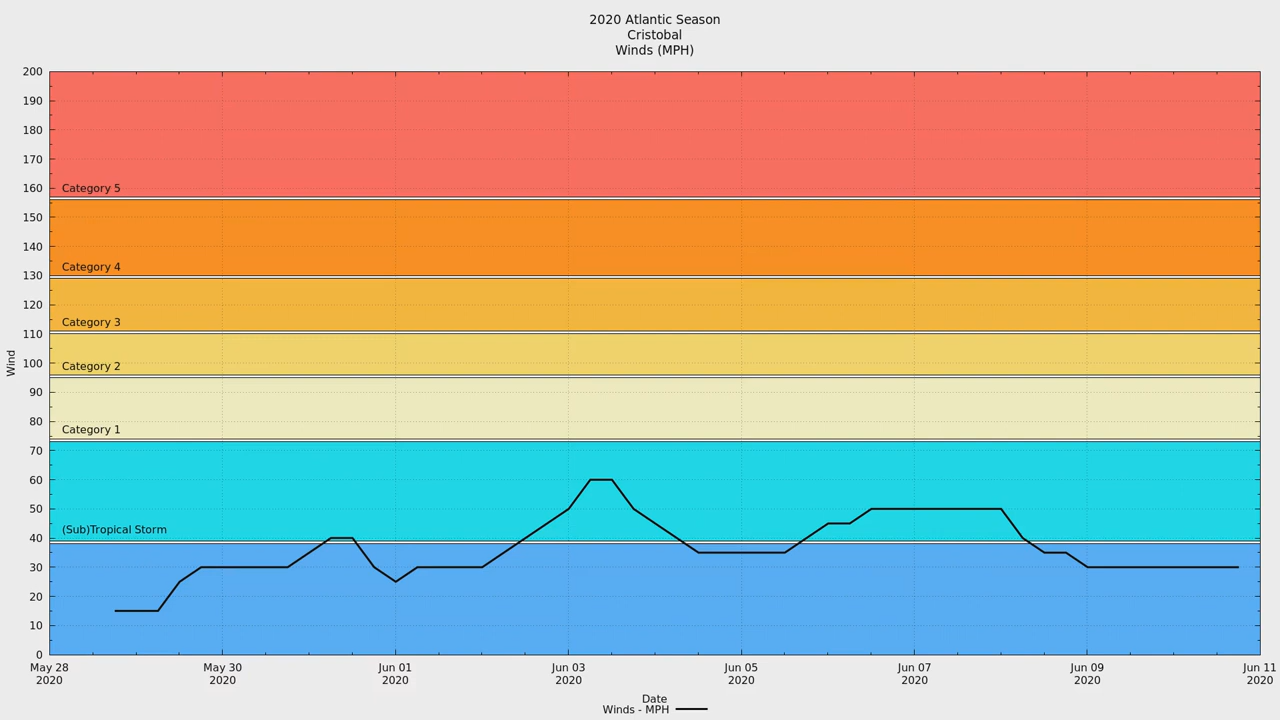 2020 Atlantic Season
Cristobal
Winds (MPH)
200
190
180
170
160
Category 5
150
140
130
Category 4
120
110
Category 3
100
Category 2
90
80
Category 1
70
60
50
(Sub)Tropical Storm
40
30
20
10
0
Wind
May 28 May 30 Jun 01 Jun 03 Jun 05 Jun 07 Jun 09 Jun 11
2020 2020 2020 2020 2020 2020 2020 2020
Date
Winds - MPH